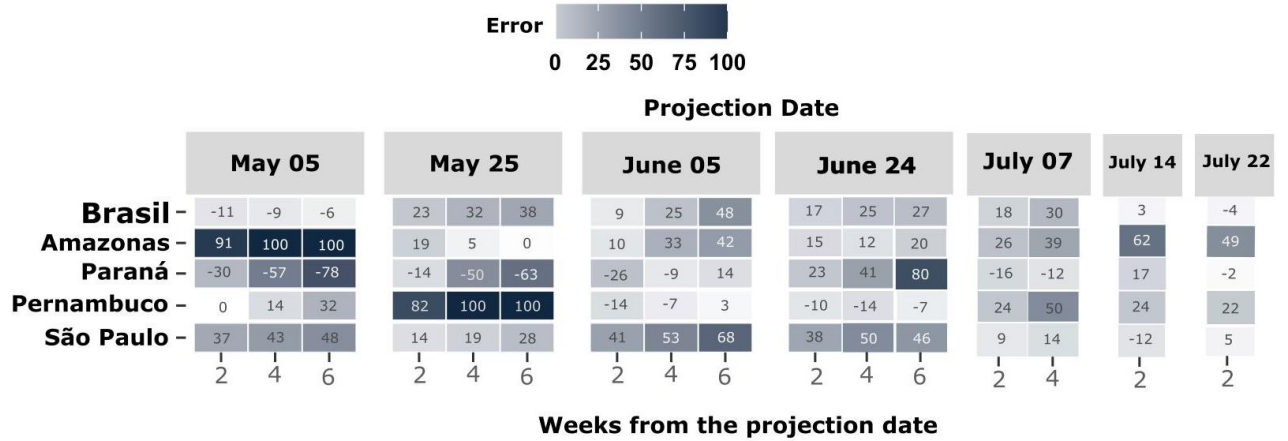 Error
0 25 50 75 100
Projection Date
May 05 May 25 June 05 June 24 July 07 July 14 July 22
Brasil -11 -9 -6 23 32 38 9 25 48 17 25 27 18 30 3 -4
Amazonas 91 100 100 19 5 0 10 33 42 15 12 20 26 39 62 49
Paraná -30 -57 -78 -14 -50 -63 -26 -9 14 23 41 80 -16 -12 17 -2
Pernambuco 0 14 32 82 100 100 -14 -7 3 -10 -14 -7 24 50 24 22
São Paulo 37 43 48 14 19 28 41 53 68 38 50 46 9 14 -12 5
2 4 6 2 4 6 2 4 6 2 4 6 2 4 2 2
Weeks from the projection date